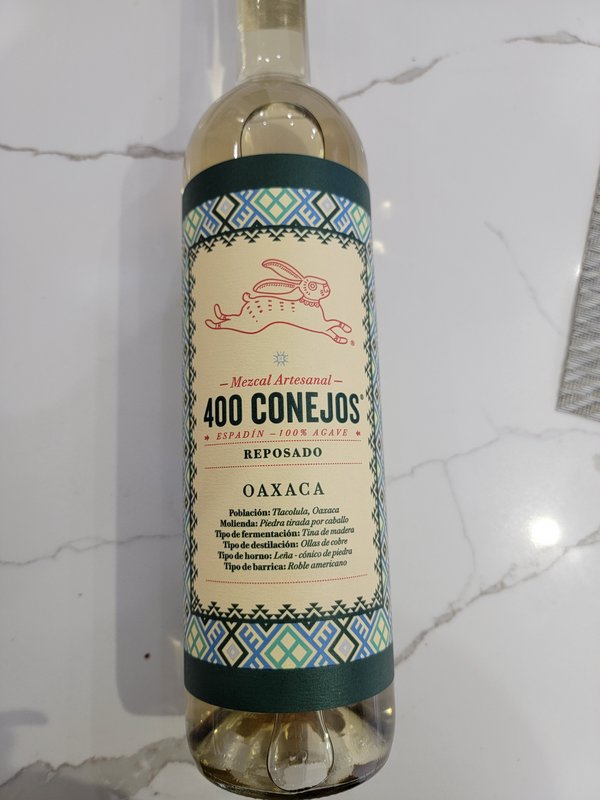 ®
Mezcal Artesanal
400 CONEJOS®
ESPADÍN - 100% AGAVE
REPOSADO
OAXACA
Población: Tlacolula, Oaxaca
Molienda: Piedra tirada por caballo
Tipo de fermentación: Tina de madera
Tipo de destilación: Ollas de cobre
Tipo de horno: Leña - cónico de piedra
Tipo de barrica: Roble americano